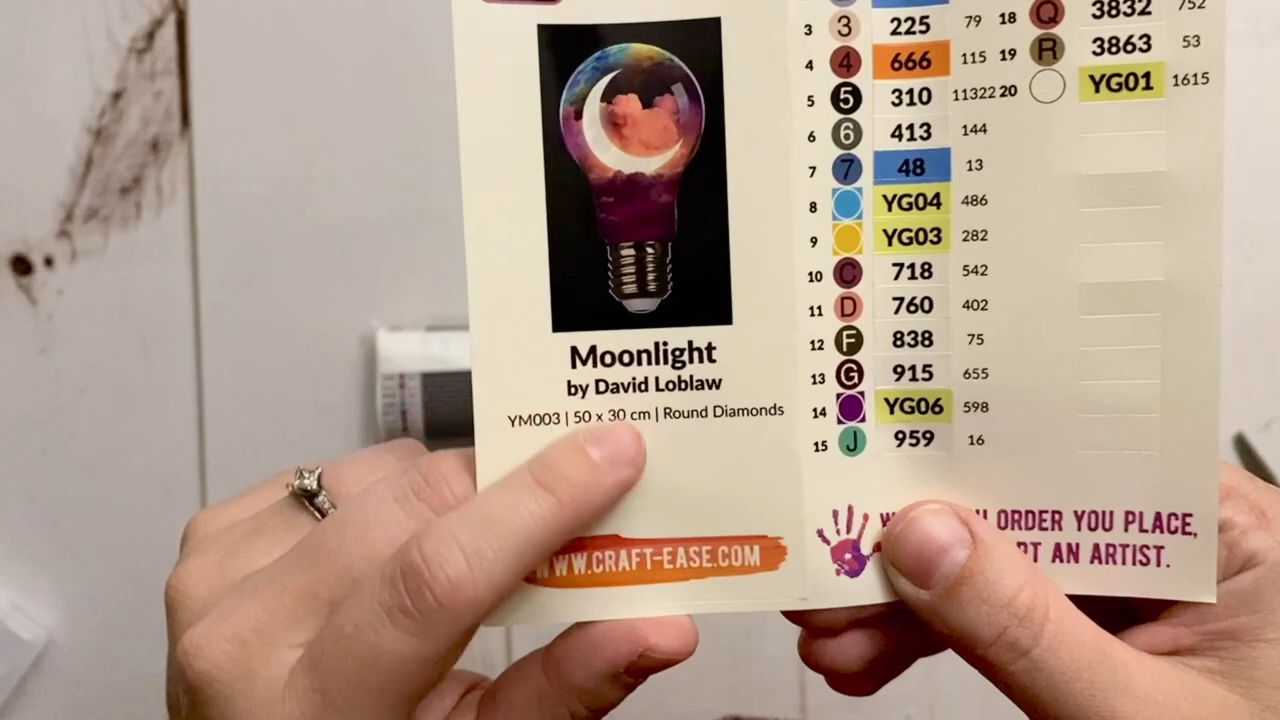 3 3 225 79
4 4 666 115
5 5 310 11322
6 6 413 144
7 7 48 13
8 YG04 486
9 YG03 282
10 C 718 542
11 D 760 402
12 F 838 75
13 G 915 655
14 YG06 598
15 J 959 16
18 Q 3832 752
19 R 3863 53
20 YG01 1615
Moonlight
by David Loblaw
YM003 | 50 x 30 cm | Round Diamonds
WWW.CRAFT-EASE.COM
ORDER YOU PLACE,
AN ARTIST.